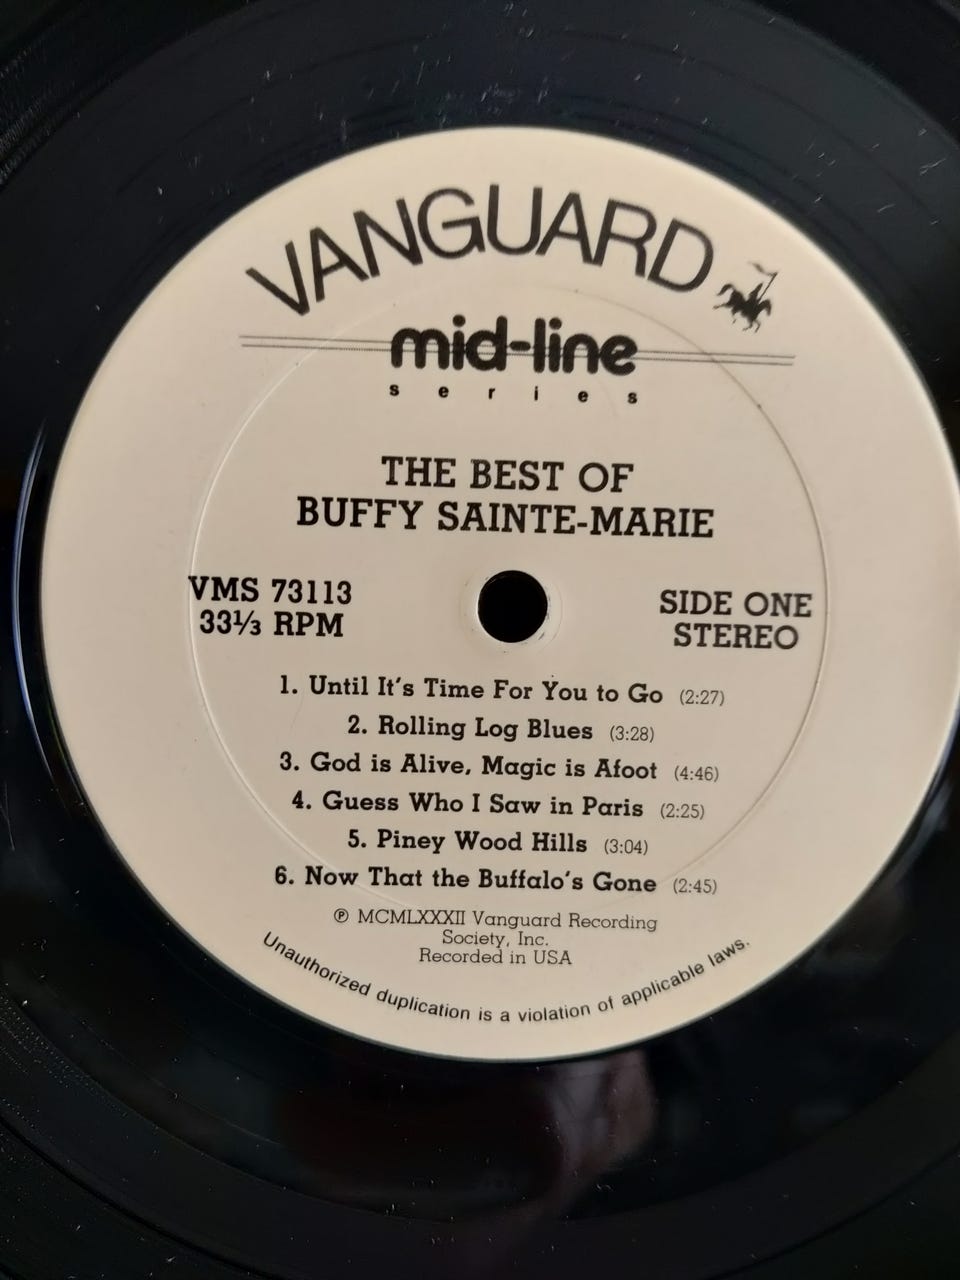 VANGUARD
mid-line
series
THE BEST OF
BUFFY SAINTE-MARIE
VMS 73113
33⅓ RPM
SIDE ONE
STEREO
1. Until It's Time For You to Go (2:27)
2. Rolling Log Blues (3:28)
3. God is Alive, Magic is Afoot (4:46)
4. Guess Who I Saw in Paris (2:25)
5. Piney Wood Hills (3:04)
6. Now That the Buffalo's Gone (2:45)
℗ MCMLXXXII Vanguard Recording
Society, Inc.
Recorded in USA
Unauthorized duplication is a violation of applicable laws.